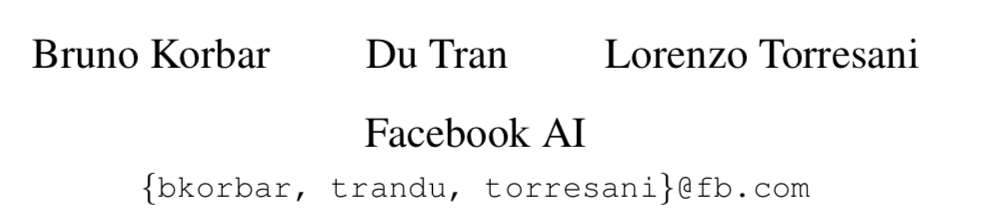 Bruno Korbar Du Tran Lorenzo Torresani
Facebook AI
{bkorbar, trandu, torresani}@fb.com